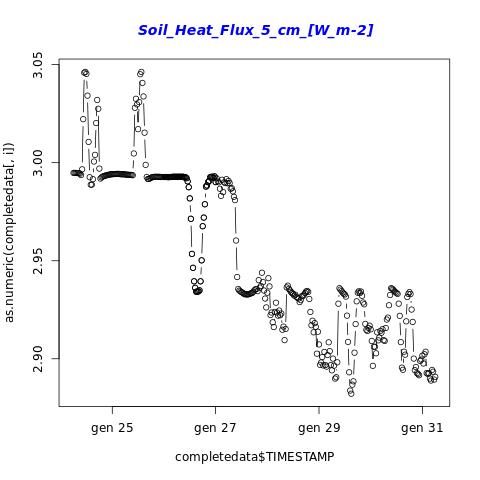 Soil_Heat_Flux_5_cm_[W_m-2]
as.numeric(completedata[, i])
3.05
3.00
2.95
2.90
gen 25
gen 27
gen 29
gen 31
completedata$TIMESTAMP